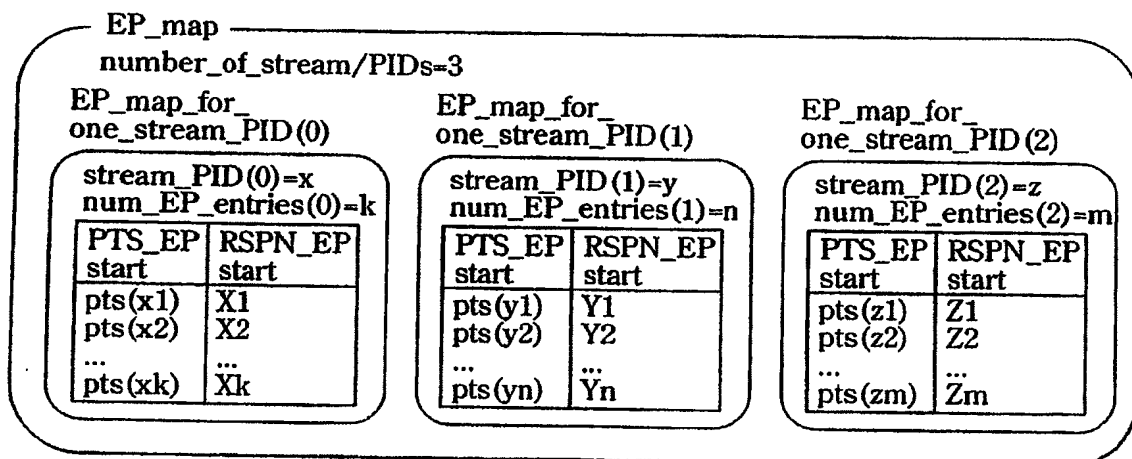 EP_map
number_of_stream/PIDs=3
EP_map_for_
one_stream_PID(0)
stream_PID(0)=x
num_EP_entries(0)=k
PTS_EP RSPN_EP
start start
pts(x1) X1
pts(x2) X2
... ...
pts(xk) Xk
EP_map_for_
one_stream_PID(1)
stream_PID(1)=y
num_EP_entries(1)=n
PTS_EP RSPN_EP
start start
pts(y1) Y1
pts(y2) Y2
... ...
pts(yn) Yn
EP_map_for_
one_stream_PID(2)
stream_PID(2)=z
num_EP_entries(2)=m
PTS_EP RSPN_EP
start start
pts(z1) Z1
pts(z2) Z2
... ...
pts(zm) Zm